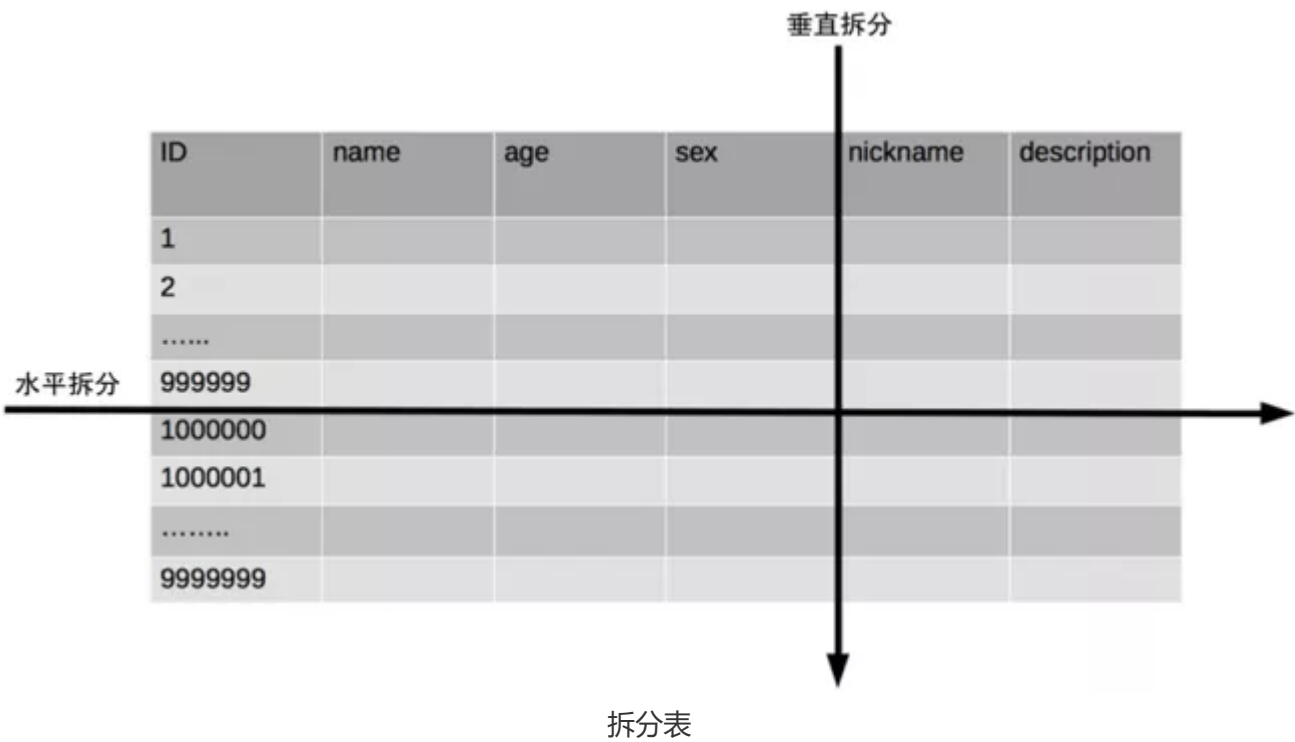 垂直拆分
ID name age sex nickname description
1
2
......
水平拆分 999999
1000000
1000001
........
9999999
拆分表